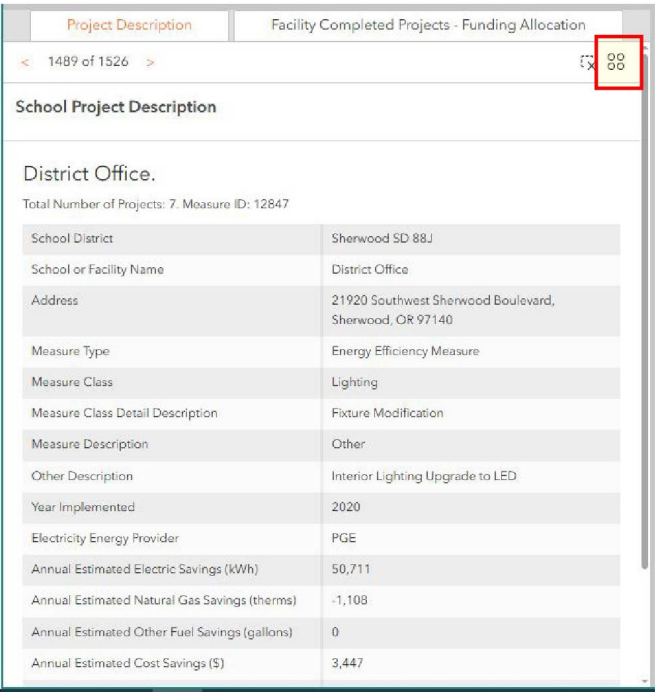 Project Description
Facility Completed Projects - Funding Allocation
< 1489 of 1526 >
School Project Description
District Office.
Total Number of Projects: 7. Measure ID: 12847
School District Sherwood SD 88J
School or Facility Name District Office
Address 21920 Southwest Sherwood Boulevard,
Sherwood, OR 97140
Measure Type Energy Efficiency Measure
Measure Class Lighting
Measure Class Detail Description Fixture Modification
Measure Description Other
Other Description Interior Lighting Upgrade to LED
Year Implemented 2020
Electricity Energy Provider PGE
Annual Estimated Electric Savings (kWh) 50,711
Annual Estimated Natural Gas Savings (therms) -1,108
Annual Estimated Other Fuel Savings (gallons) 0
Annual Estimated Cost Savings ($) 3,447